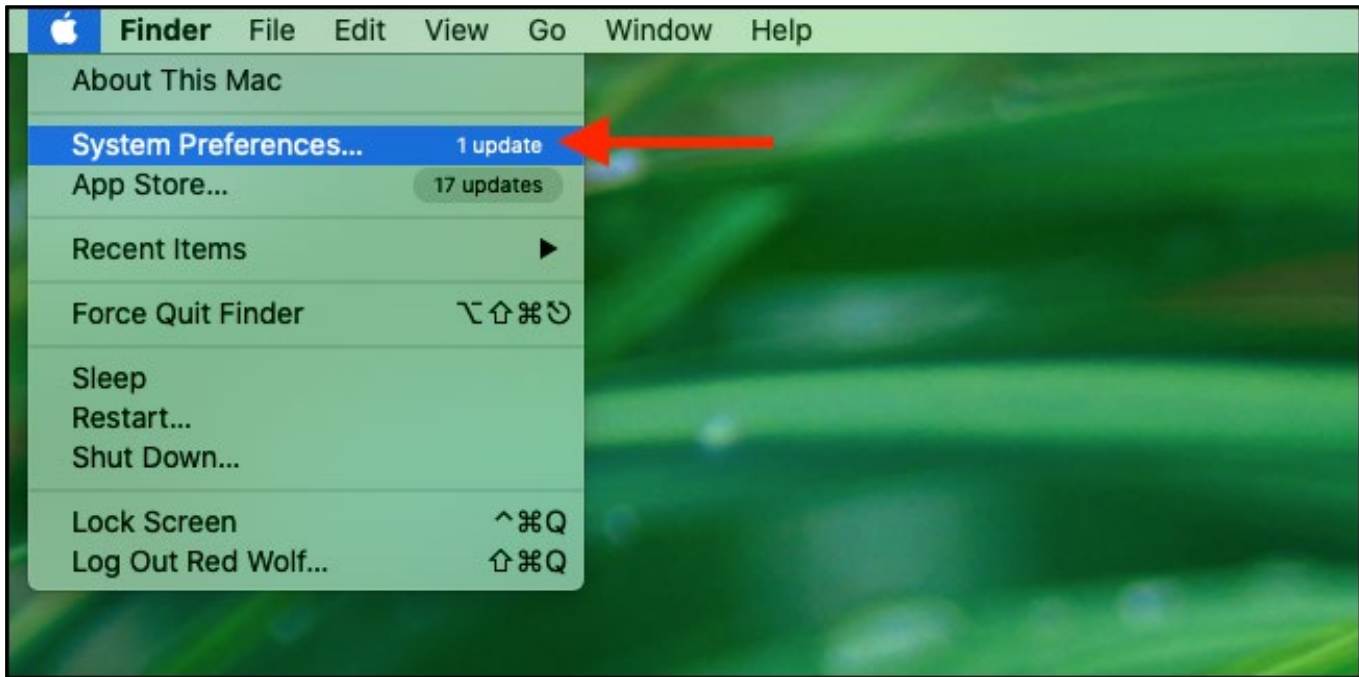 Finder File Edit View Go Window Help
About This Mac
System Preferences... 1 update
App Store... 17 updates
Recent Items ▶
Force Quit Finder ⌥⇧⌘⎋
Sleep
Restart...
Shut Down...
Lock Screen ^⌘Q
Log Out Red Wolf... ⇧⌘Q